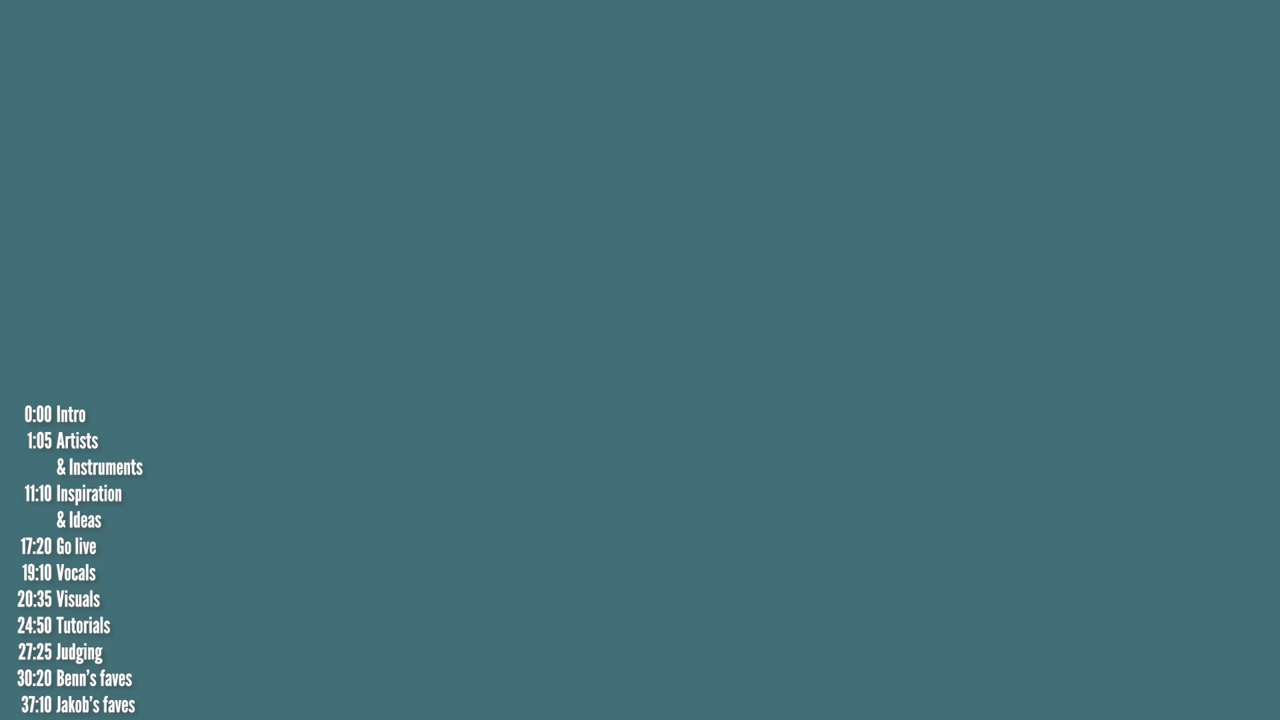 0:00 Intro
1:05 Artists
& Instruments
11:10 Inspiration
& Ideas
17:20 Go live
19:10 Vocals
20:35 Visuals
24:50 Tutorials
27:25 Judging
30:20 Benn's faves
37:10 Jakob's faves